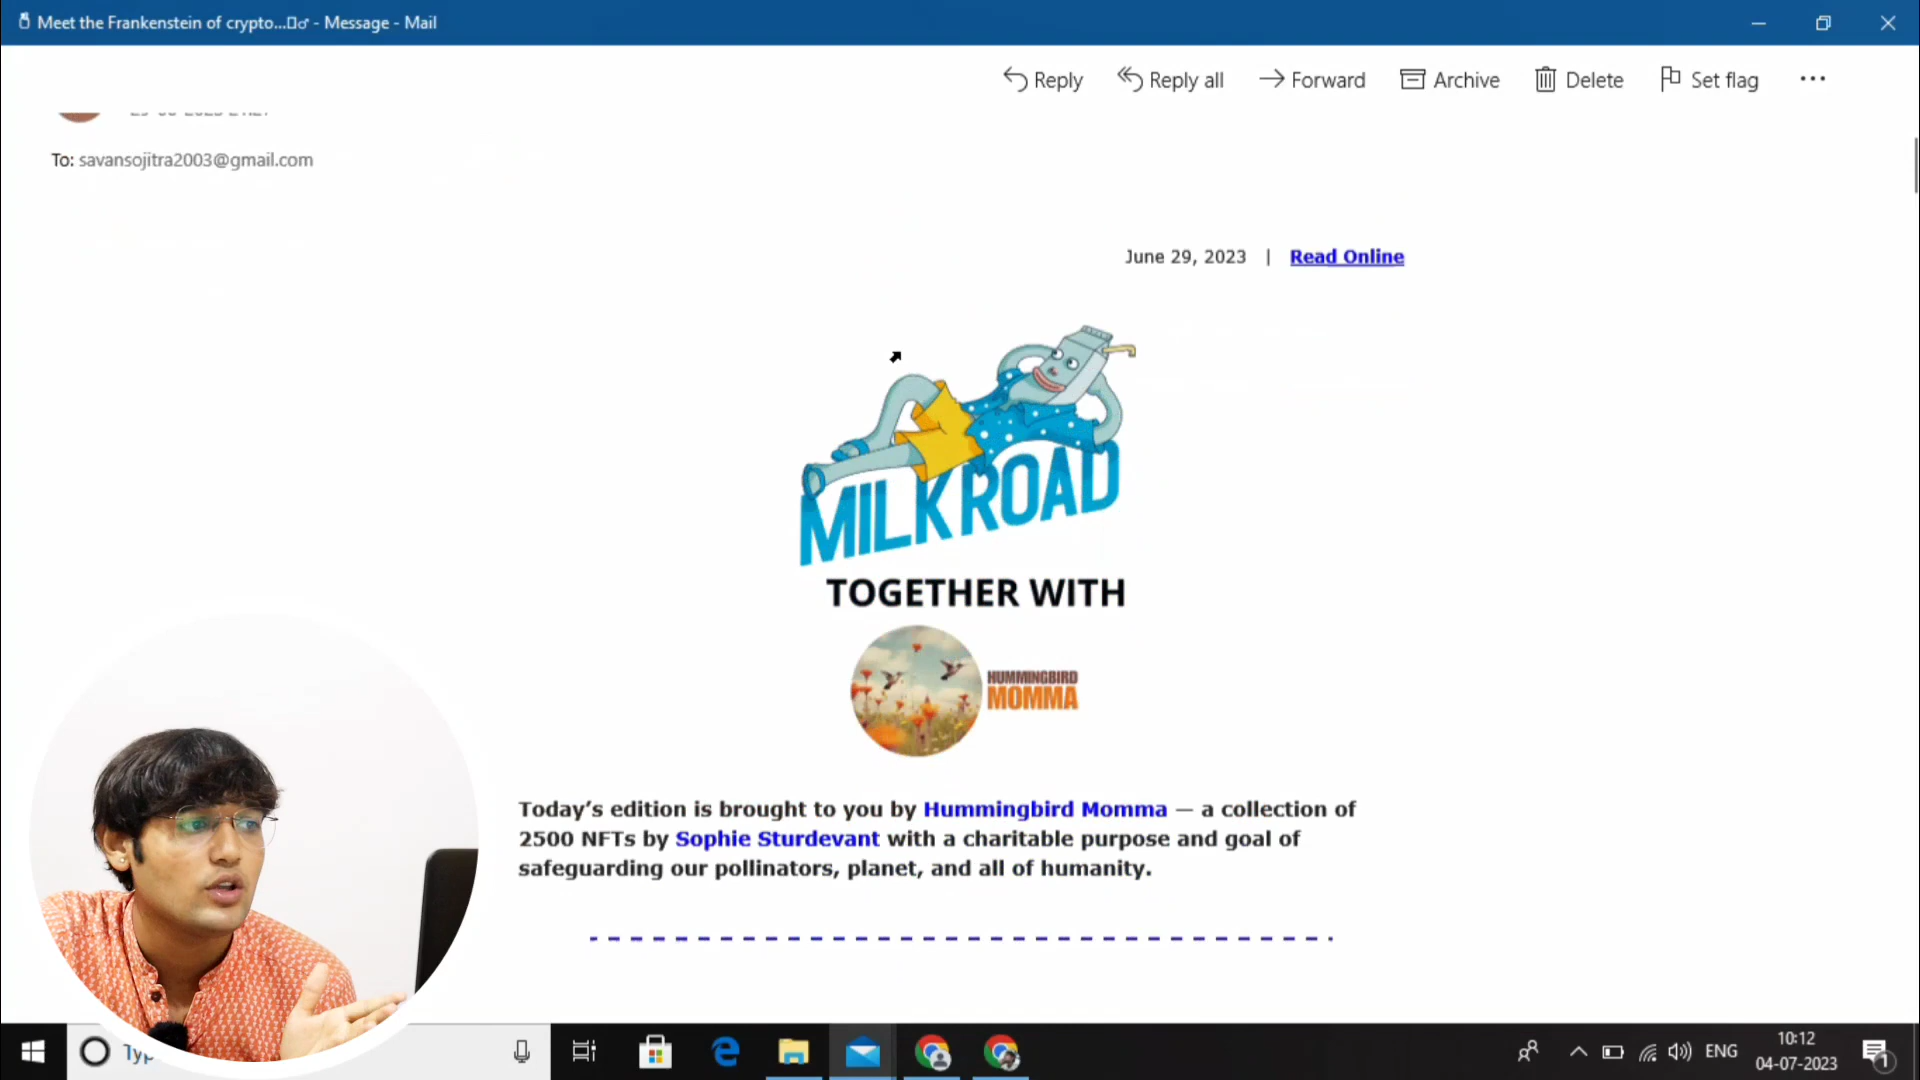 Meet the Frankenstein of crypto...♂ - Message - Mail
Reply
Reply all
Forward
Archive
Delete
Set flag
To: savansojitra2003@gmail.com
June 29, 2023 | Read Online
MILKROAD
TOGETHER WITH
HUMMINGBIRD
MOMMA
Today’s edition is brought to you by Hummingbird Momma — a collection of
2500 NFTs by Sophie Sturdevant with a charitable purpose and goal of
safeguarding our pollinators, planet, and all of humanity.
Typ
ENG
10:12
04-07-2023
1